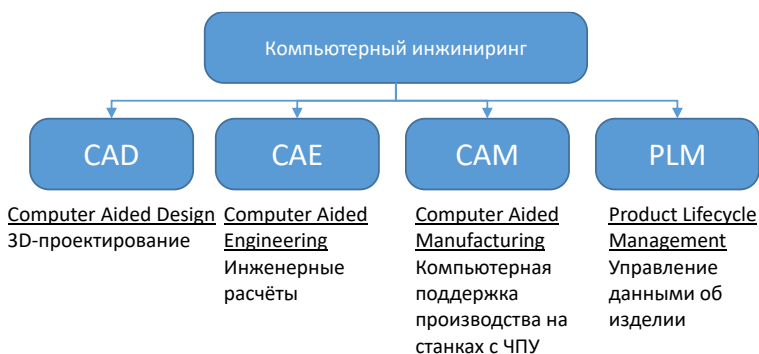 Компьютерный инжиниринг
CAD
CAE
CAM
PLM
Computer Aided Design
3D-проектирование
Computer Aided
Engineering
Инженерные
расчёты
Computer Aided
Manufacturing
Компьютерная
поддержка
производства на
станках с ЧПУ
Product Lifecycle
Management
Управление
данными об
изделии